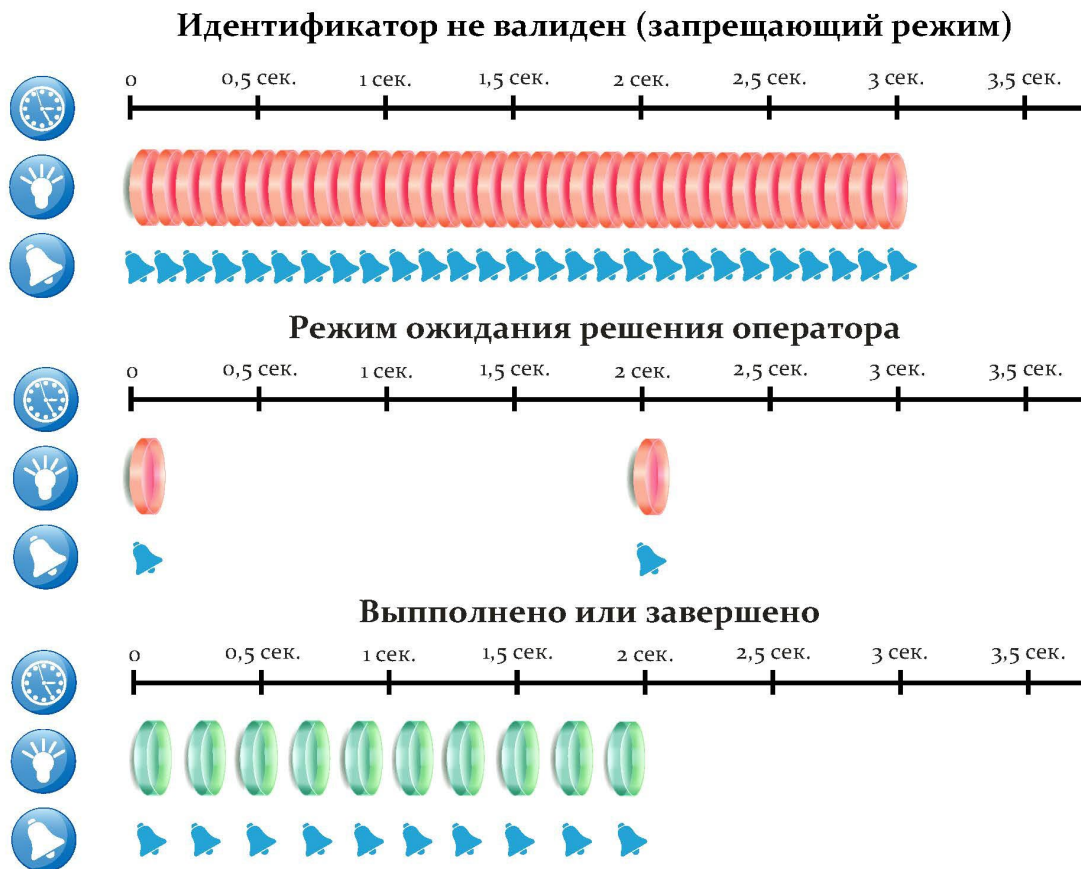 Идентификатор не валиден (запрещающий режим)
0 0,5 сек. 1 сек. 1,5 сек. 2 сек. 2,5 сек. 3 сек. 3,5 сек.
Режим ожидания решения оператора
0 0,5 сек. 1 сек. 1,5 сек. 2 сек. 2,5 сек. 3 сек. 3,5 сек.
Выпполнено или завершено
0 0,5 сек. 1 сек. 1,5 сек. 2 сек. 2,5 сек. 3 сек. 3,5 сек.